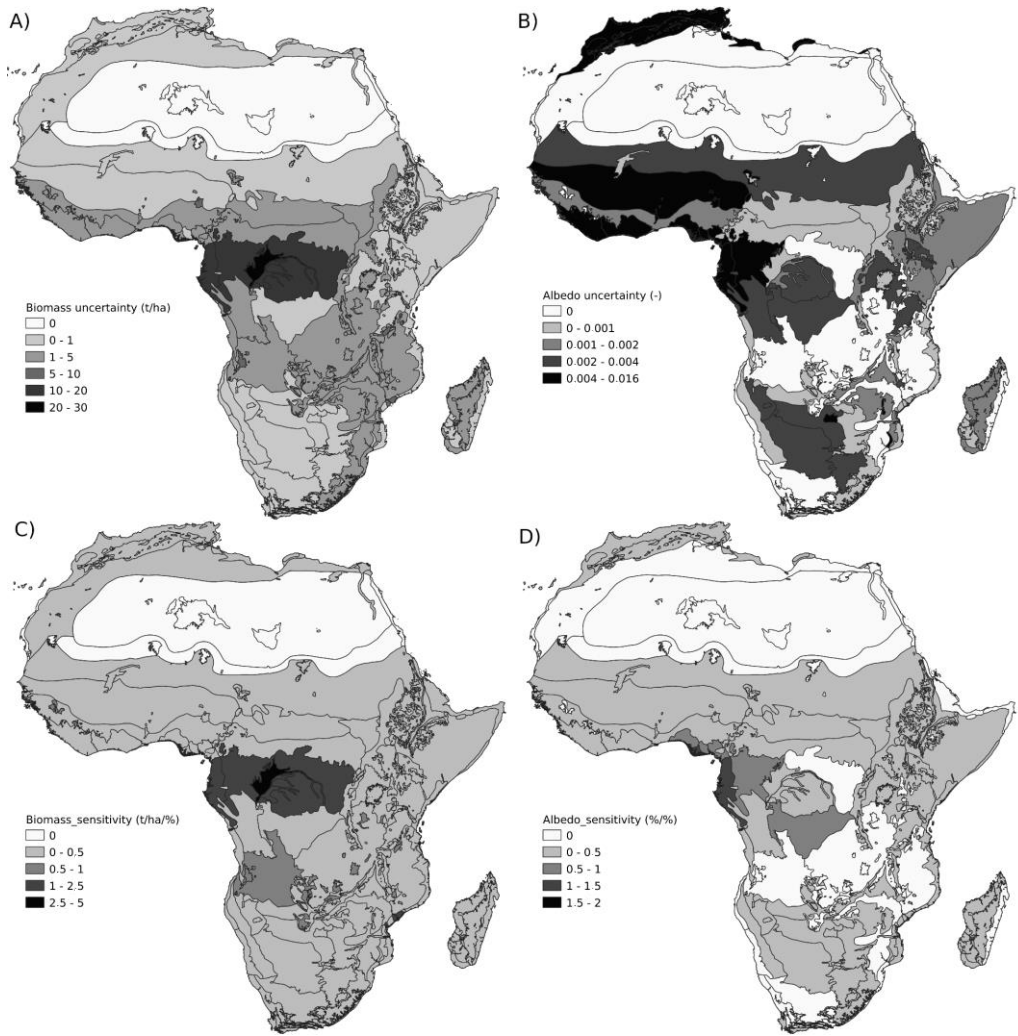 A)
Biomass uncertainty (t/ha)
0
0 - 1
1 - 5
5 - 10
10 - 20
20 - 30
B)
Albedo uncertainty (-)
0
0 - 0.001
0.001 - 0.002
0.002 - 0.004
0.004 - 0.016
C)
Biomass_sensitivity (t/ha/%)
0
0 - 0.5
0.5 - 1
1 - 2.5
2.5 - 5
D)
Albedo_sensitivity (%/%)
0
0 - 0.5
0.5 - 1
1 - 1.5
1.5 - 2